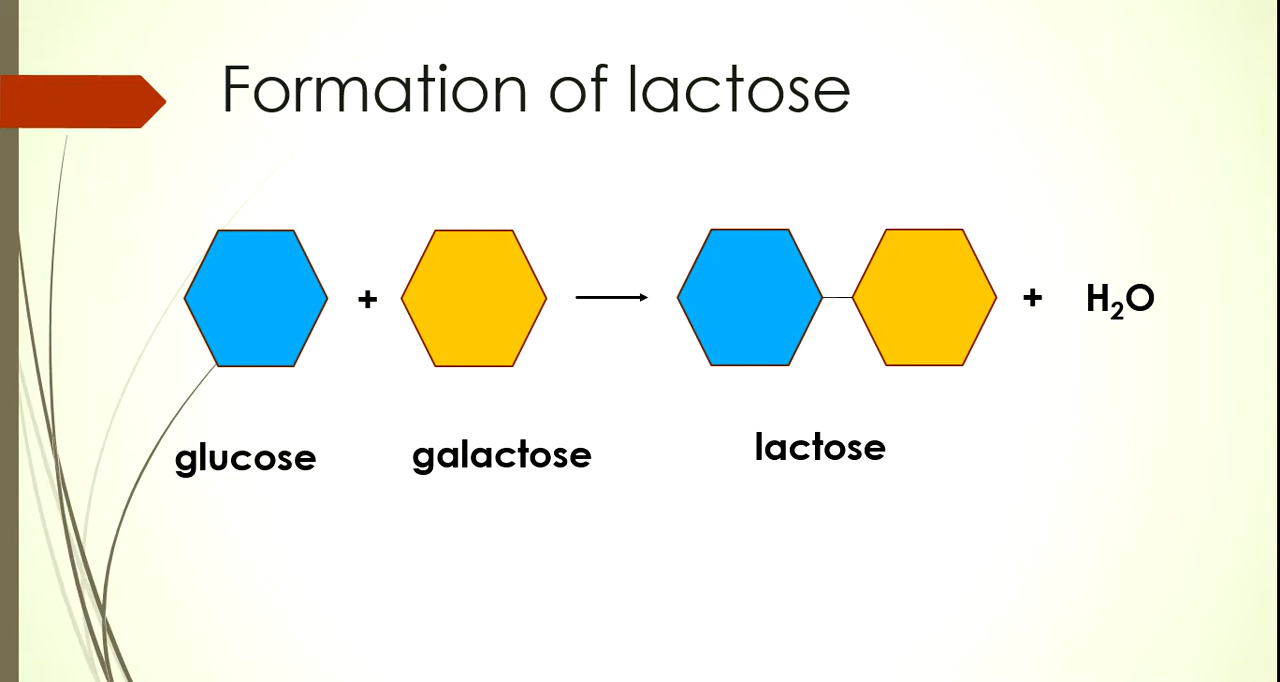 Formation of lactose
+ + H₂O
glucose galactose lactose